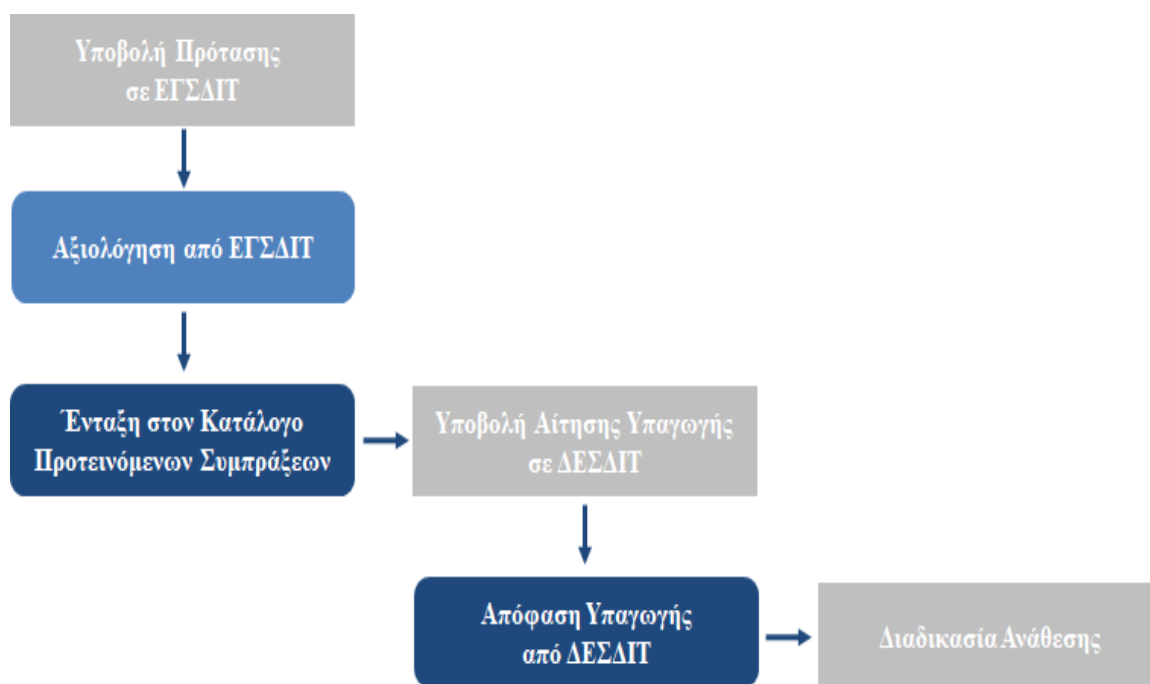 Υποβολή Πρότασης
σε ΕΓΣΔΙΤ
Αξιολόγηση από ΕΓΣΔΙΤ
Ένταξη στον Κατάλογο
Προτεινόμενων Συμπράξεων
Υποβολή Αίτησης Υπαγωγής
σε ΔΕΣΔΙΤ
Απόφαση Υπαγωγής
από ΔΕΣΔΙΤ
Διαδικασία Ανάθεσης